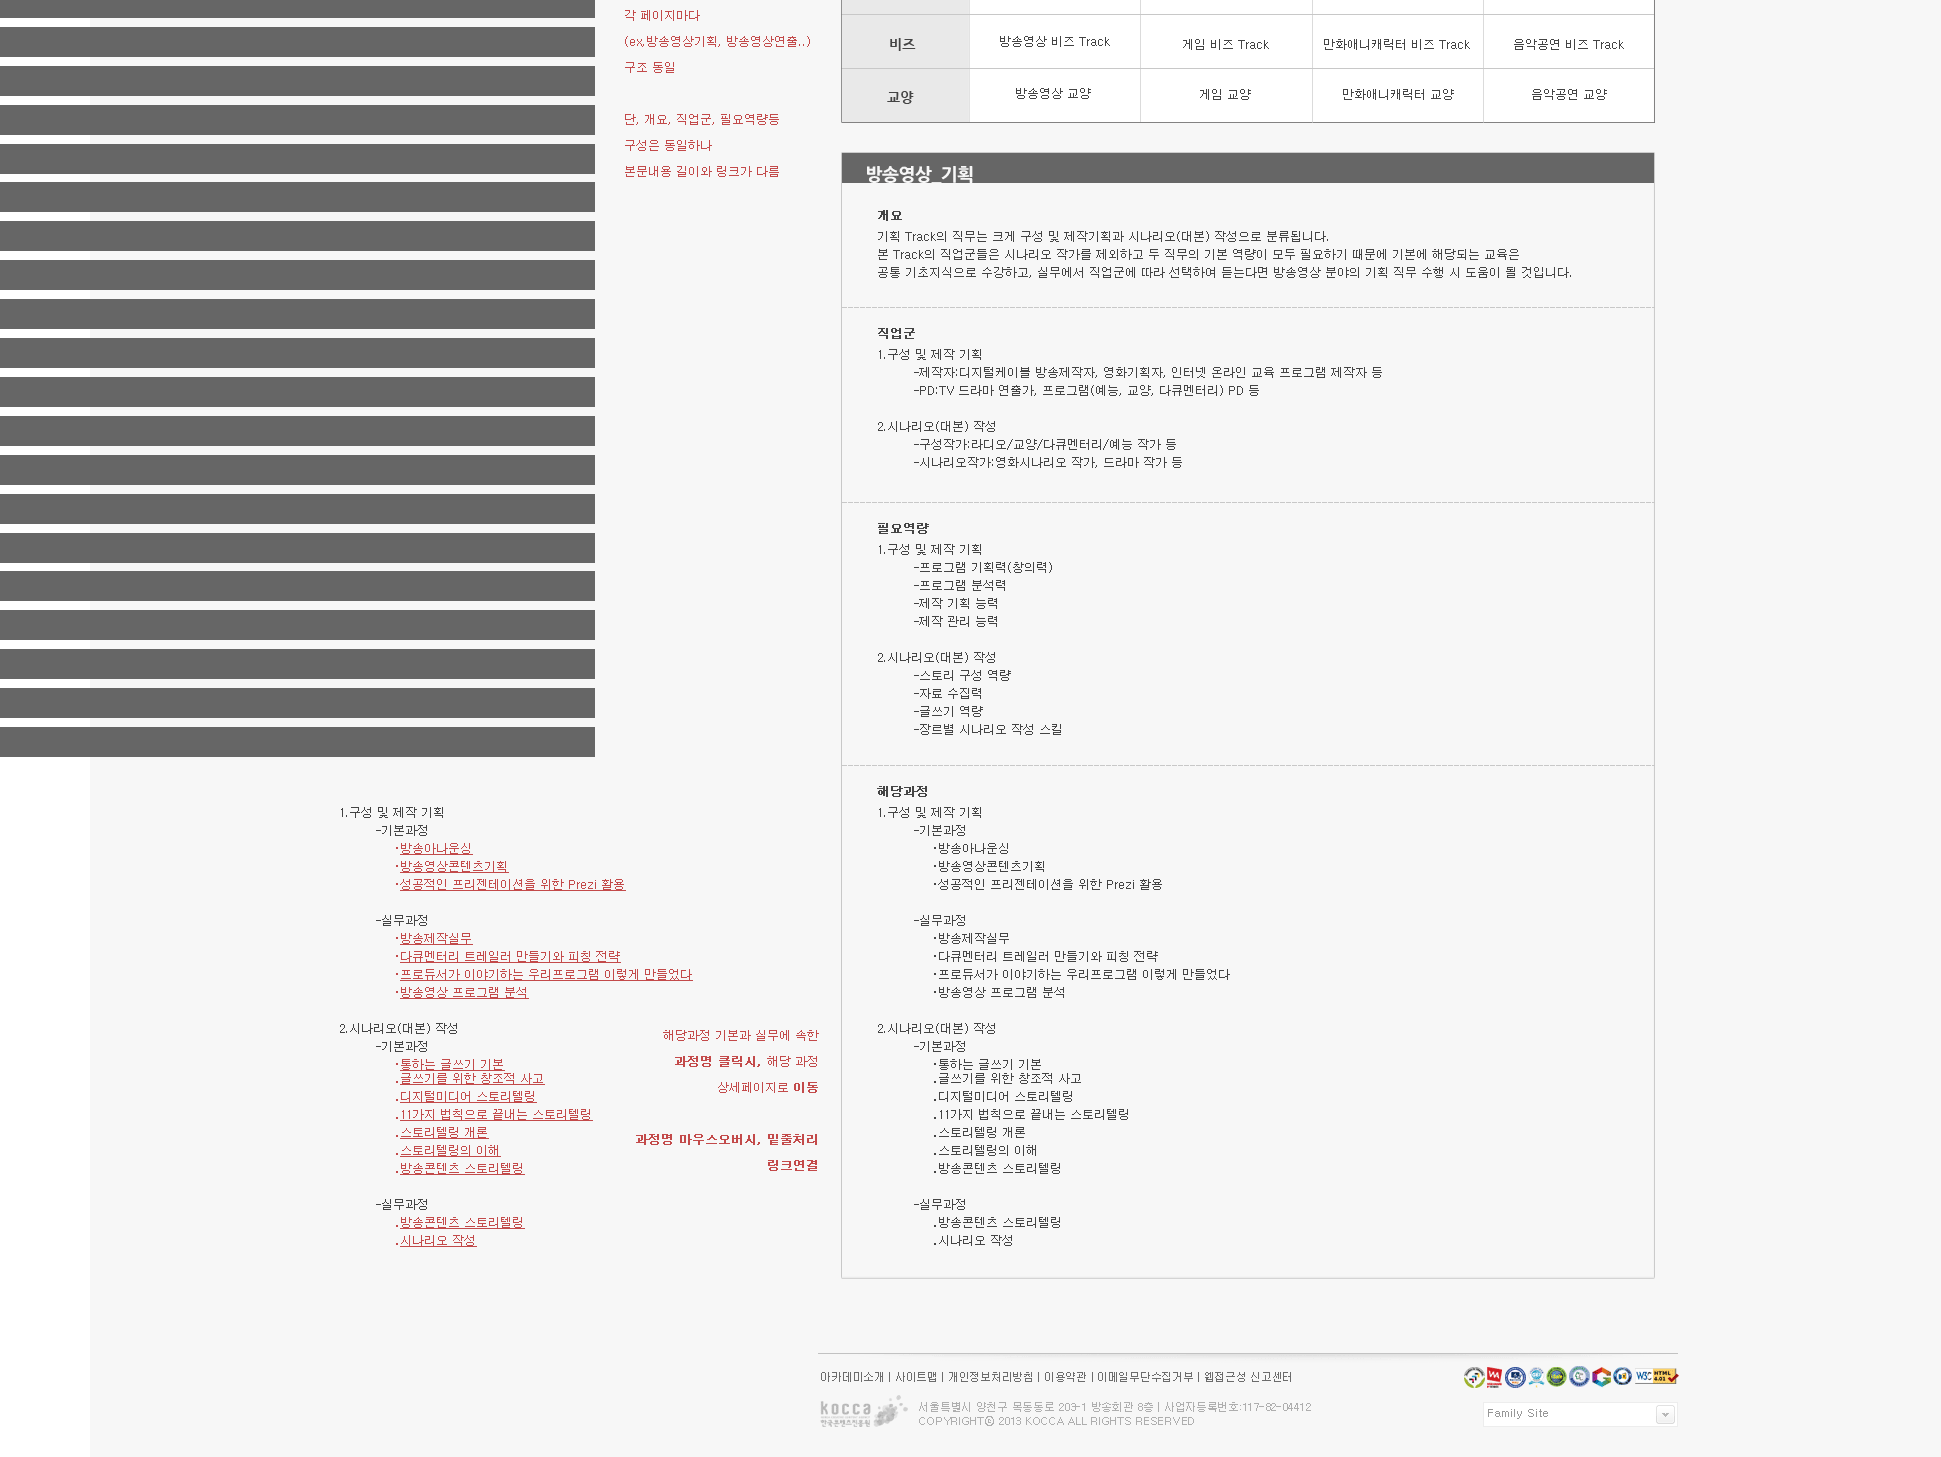 각 페이지마다
(ex,방송영상기획, 방송영상연출..)
구조 동일
단, 개요, 직업군, 필요역량등
구성은 동일하나
본문내용 길이와 링크가 다름
비즈 방송영상 비즈 Track 게임 비즈 Track 만화애니캐릭터 비즈 Track 음악공연 비즈 Track
교양 방송영상 교양 게임 교양 만화애니캐릭터 교양 음악공연 교양
방송영상_기획
개요
기획 Track의 직무는 크게 구성 및 제작기획과 시나리오(대본) 작성으로 분류됩니다.
본 Track의 직업군들은 시나리오 작가를 제외하고 두 직무의 기본 역량이 모두 필요하기 때문에 기본에 해당되는 교육은
공통 기초지식으로 수강하고, 실무에서 직업군에 따라 선택하여 듣는다면 방송영상 분야의 기획 직무 수행 시 도움이 될 것입니다.
직업군
1.구성 및 제작 기획
-제작자:디지털케이블 방송제작자, 영화기획자, 인터넷 온라인 교육 프로그램 제작자 등
-PD:TV 드라마 연출가, 프로그램(예능, 교양, 다큐멘터리) PD 등
2.시나리오(대본) 작성
-구성작가:라디오/교양/다큐멘터리/예능 작가 등
-시나리오작가:영화시나리오 작가, 드라마 작가 등
필요역량
1.구성 및 제작 기획
-프로그램 기획력(창의력)
-프로그램 분석력
-제작 기획 능력
-제작 관리 능력
2.시나리오(대본) 작성
-스토리 구성 역량
-자료 수집력
-글쓰기 역량
-장르별 시나리오 작성 스킬
해당과정
1.구성 및 제작 기획
-기본과정
·방송아나운싱
·방송영상콘텐츠기획
·성공적인 프리젠테이션을 위한 Prezi 활용
-실무과정
·방송제작실무
·다큐멘터리 트레일러 만들기와 피칭 전략
·프로듀서가 이야기하는 우리프로그램 이렇게 만들었다
·방송영상 프로그램 분석
2.시나리오(대본) 작성
-기본과정
·통하는 글쓰기 기본
.글쓰기를 위한 창조적 사고
.디지털미디어 스토리텔링
.11가지 법칙으로 끝내는 스토리텔링
.스토리텔링 개론
.스토리텔링의 이해
.방송콘텐츠 스토리텔링
-실무과정
.방송콘텐츠 스토리텔링
.시나리오 작성
1.구성 및 제작 기획
-기본과정
·방송아나운싱
·방송영상콘텐츠기획
·성공적인 프리젠테이션을 위한 Prezi 활용
-실무과정
·방송제작실무
·다큐멘터리 트레일러 만들기와 피칭 전략
·프로듀서가 이야기하는 우리프로그램 이렇게 만들었다
·방송영상 프로그램 분석
2.시나리오(대본) 작성
-기본과정
·통하는 글쓰기 기본
.글쓰기를 위한 창조적 사고
.디지털미디어 스토리텔링
.11가지 법칙으로 끝내는 스토리텔링
.스토리텔링 개론
.스토리텔링의 이해
.방송콘텐츠 스토리텔링
-실무과정
.방송콘텐츠 스토리텔링
.시나리오 작성
해당과정 기본과 실무에 속한
과정명 클릭시, 해당 과정
상세페이지로 이동
과정명 마우스오버시, 밑줄처리
링크연결
아카데미소개 | 사이트맵 | 개인정보처리방침 | 이용약관 | 이메일무단수집거부 | 웹접근성 신고센터
W3C HTML 4.01
kocca
한국콘텐츠진흥원
서울특별시 양천구 목동동로 203-1 방송회관 8층 | 사업자등록번호:117-82-04412
COPYRIGHTⓒ 2013 KOCCA ALL RIGHTS RESERVED
Family Site